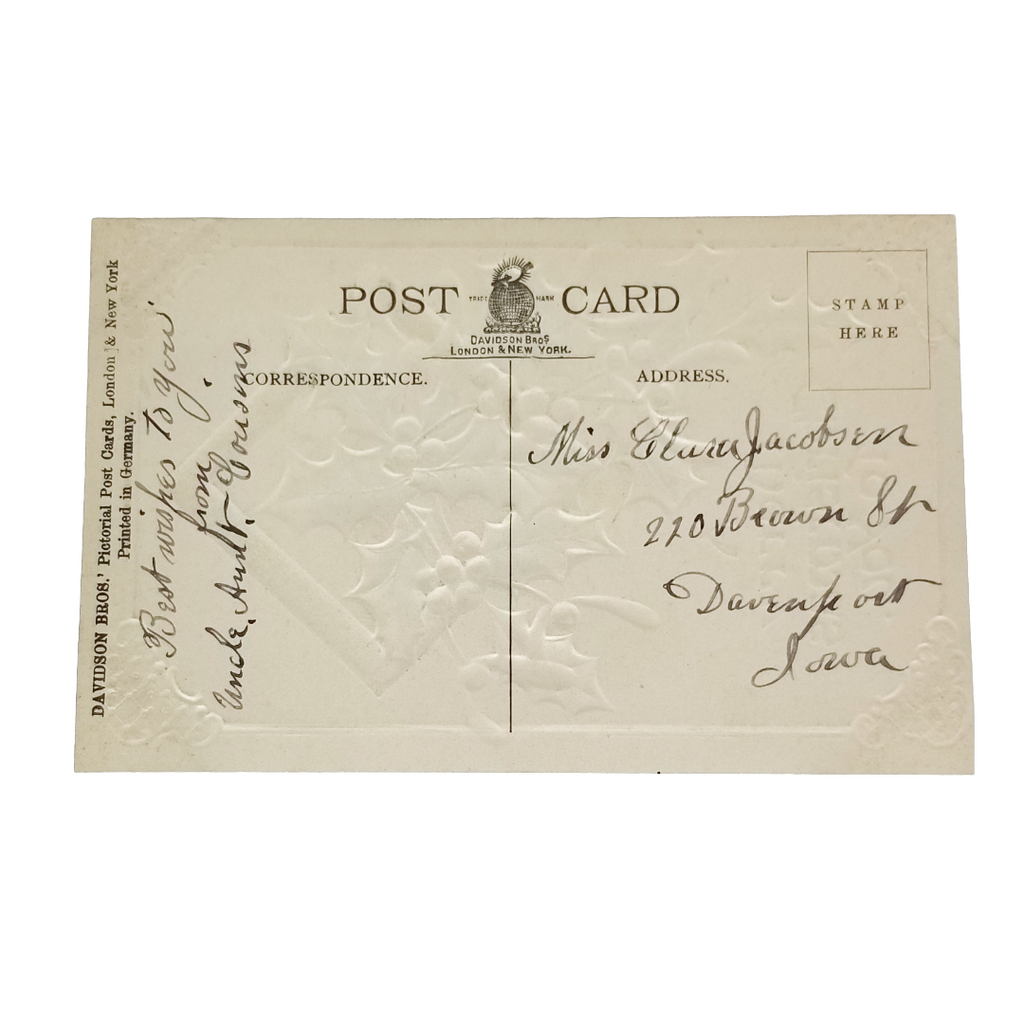 DAVIDSON BROS.' Pictorial Post Cards, London & New York
Printed in Germany.
POST CARD
TRADE MARK
DAVIDSON BROS
LONDON & NEW YORK.
STAMP
HERE
CORRESPONDENCE.
ADDRESS.
Best wishes to you
from
Uncle, Aunt, Cousins
Miss Clara Jacobsen
220 Brown St
Davenport
Iowa